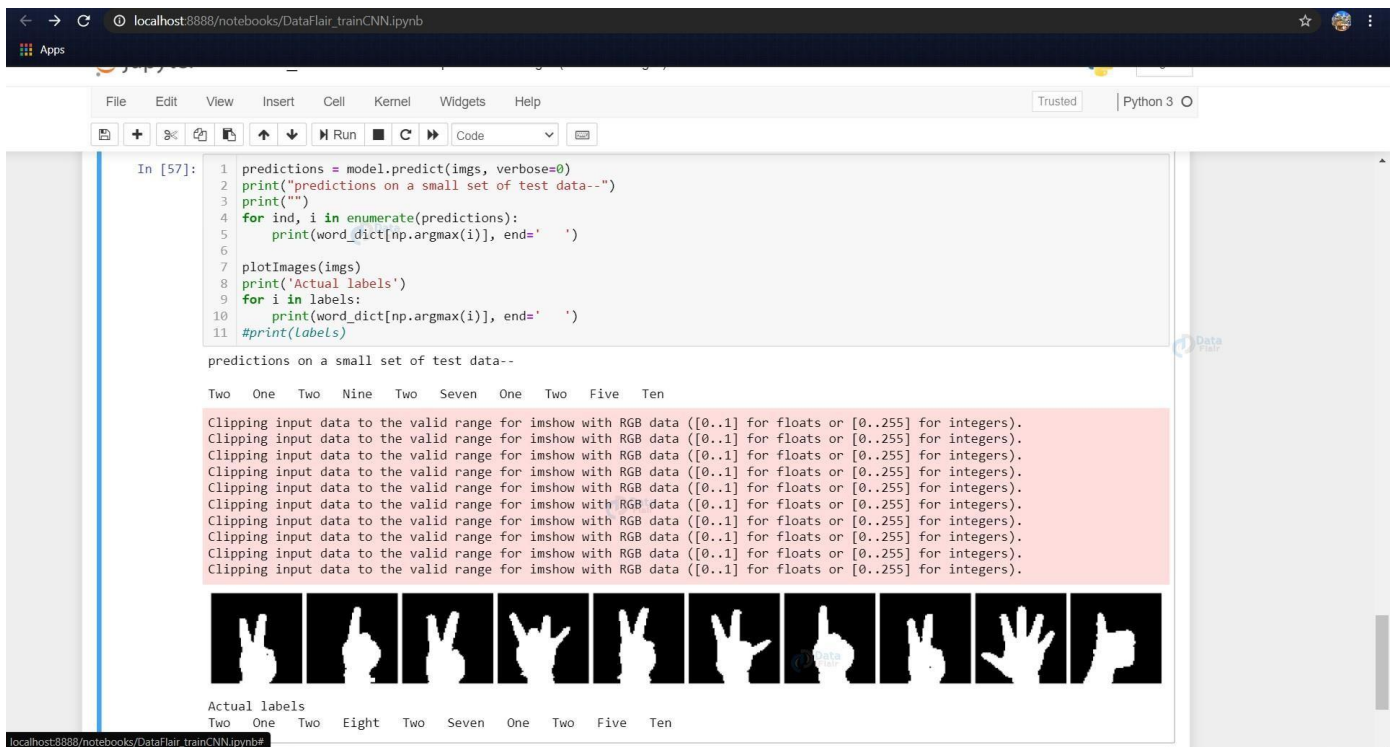 localhost:8888/notebooks/DataFlair_trainCNN.ipynb
Apps
File Edit View Insert Cell Kernel Widgets Help
Trusted
Python 3
Run
Code
In [57]:
1 predictions = model.predict(imgs, verbose=0)
2 print("predictions on a small set of test data--")
3 print("")
4 for ind, i in enumerate(predictions):
5     print(word_dict[np.argmax(i)], end='   ')
6
7 plotImages(imgs)
8 print('Actual labels')
9 for i in labels:
10     print(word_dict[np.argmax(i)], end='   ')
11 #print(labels)
predictions on a small set of test data--
Two One Two Nine Two Seven One Two Five Ten
Clipping input data to the valid range for imshow with RGB data ([0..1] for floats or [0..255] for integers).
Clipping input data to the valid range for imshow with RGB data ([0..1] for floats or [0..255] for integers).
Clipping input data to the valid range for imshow with RGB data ([0..1] for floats or [0..255] for integers).
Clipping input data to the valid range for imshow with RGB data ([0..1] for floats or [0..255] for integers).
Clipping input data to the valid range for imshow with RGB data ([0..1] for floats or [0..255] for integers).
Clipping input data to the valid range for imshow with RGB data ([0..1] for floats or [0..255] for integers).
Clipping input data to the valid range for imshow with RGB data ([0..1] for floats or [0..255] for integers).
Clipping input data to the valid range for imshow with RGB data ([0..1] for floats or [0..255] for integers).
Clipping input data to the valid range for imshow with RGB data ([0..1] for floats or [0..255] for integers).
Clipping input data to the valid range for imshow with RGB data ([0..1] for floats or [0..255] for integers).
Data
Flair
Data
Flair
Actual labels
Two One Two Eight Two Seven One Two Five Ten
localhost:8888/notebooks/DataFlair_trainCNN.ipynb#